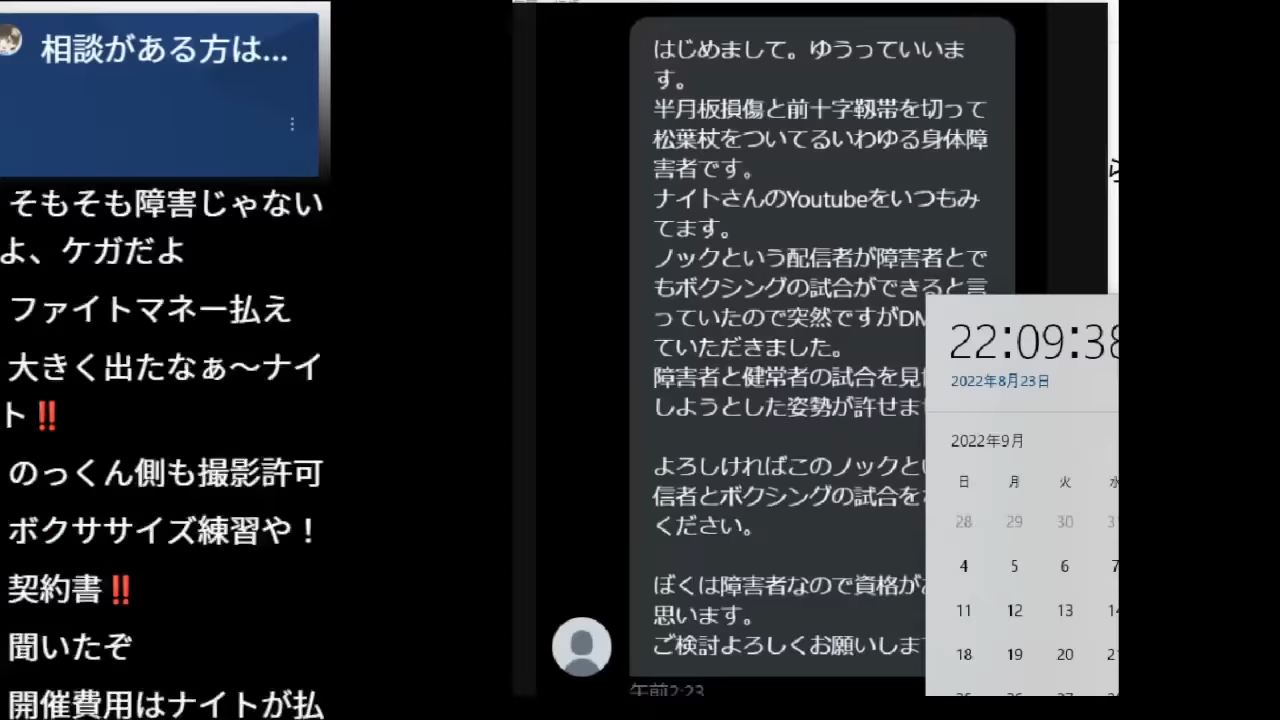 相談がある方は...
そもそも障害じゃない
よ、ケガだよ
ファイトマネー払え
大きく出たなぁ〜ナイ
ト‼️
のっくん側も撮影許可
ボクササイズ練習や！
契約書‼️
聞いたぞ
開催費用はナイトが払
はじめまして。ゆうっていいま
す。
半月板損傷と前十字靱帯を切って
松葉杖をついてるいわゆる身体障
害者です。
ナイトさんのYoutubeをいつもみ
てます。
ノックという配信者が障害者とで
もボクシングの試合ができると言
っていたので突然ですがDM
ていただきました。
障害者と健常者の試合を見
しようとした姿勢が許せま
よろしければこのノックとい
信者とボクシングの試合を
ください。
ぼくは障害者なので資格が
思います。
ご検討よろしくお願いしま
午前2:23
22:09:38
2022年8月23日
2022年9月
日 月 火 水
28 29 30 3
4 5 6 7
11 12 13 1
18 19 20 2